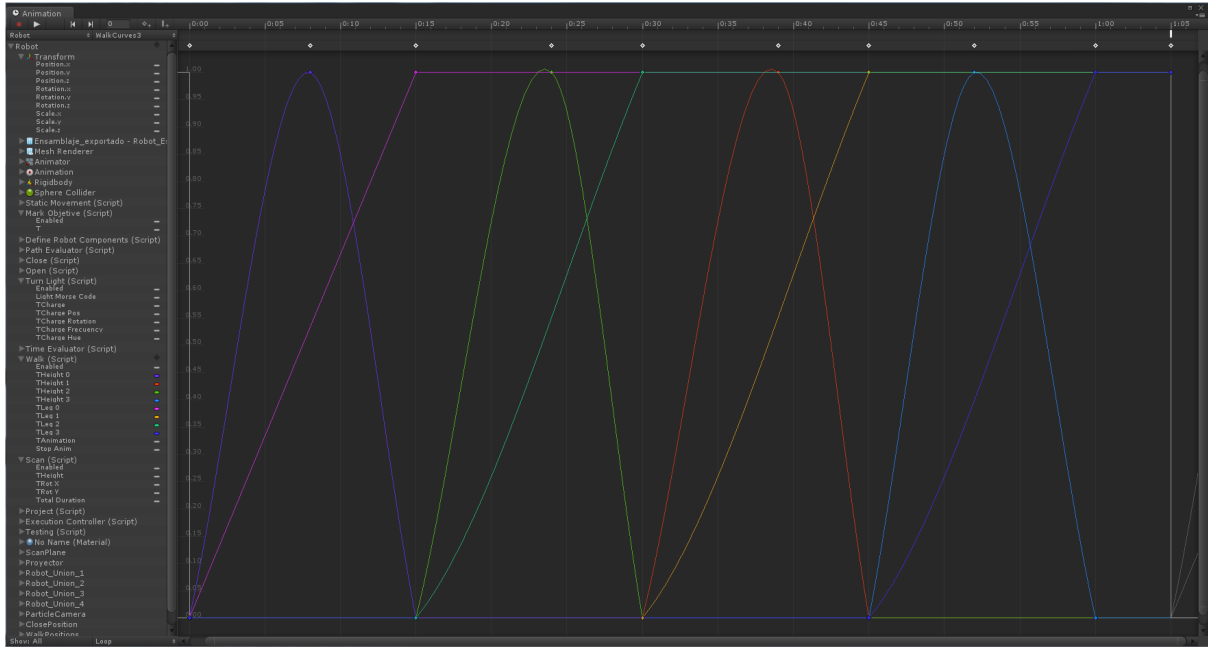 Animation
0
0:00 0:05 0:10 0:15 0:20 0:25 0:30 0:35 0:40 0:45 0:50 0:55 1:00 1:05
Robot WalkCurves3
Robot
Transform
Position.x
Position.y
Position.z
Rotation.x
Rotation.y
Rotation.z
Scale.x
Scale.y
Scale.z
Ensamblaje_exportado - Robot_Es
Mesh Renderer
Animator
Animation
Rigidbody
Sphere Collider
Static Movement (Script)
Mark Objetive (Script)
Enabled
T
Define Robot Components (Script)
Path Evaluator (Script)
Close (Script)
Open (Script)
Turn Light (Script)
Enabled
Light Morse Code
TCharge
TCharge Pos
TCharge Rotation
TCharge Frecuency
TCharge Hue
Time Evaluator (Script)
Walk (Script)
Enabled
THeight 0
THeight 1
THeight 2
THeight 3
TLeg 0
TLeg 1
TLeg 2
TLeg 3
TAnimation
Stop Anim
Scan (Script)
Enabled
THeight
TRot X
TRot Y
Total Duration
Project (Script)
Execution Controller (Script)
Testing (Script)
No Name (Material)
ScanPlane
Proyector
Robot_Union_1
Robot_Union_2
Robot_Union_3
Robot_Union_4
ParticleCamera
ClosePosition
WalkPositions
Show: All Loop
1.00
0.95
0.90
0.85
0.80
0.75
0.70
0.65
0.60
0.55
0.50
0.45
0.40
0.35
0.30
0.25
0.20
0.15
0.10
0.05
0.00